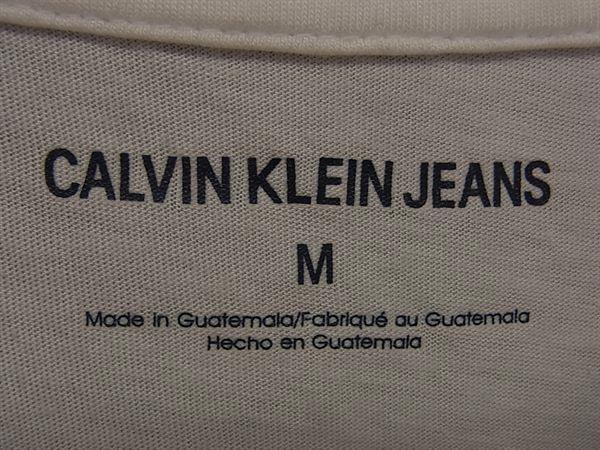 CALVIN KLEIN JEANS
M
Made in Guatemala/Fabriqué au Guatemala
Hecho en Guatemala